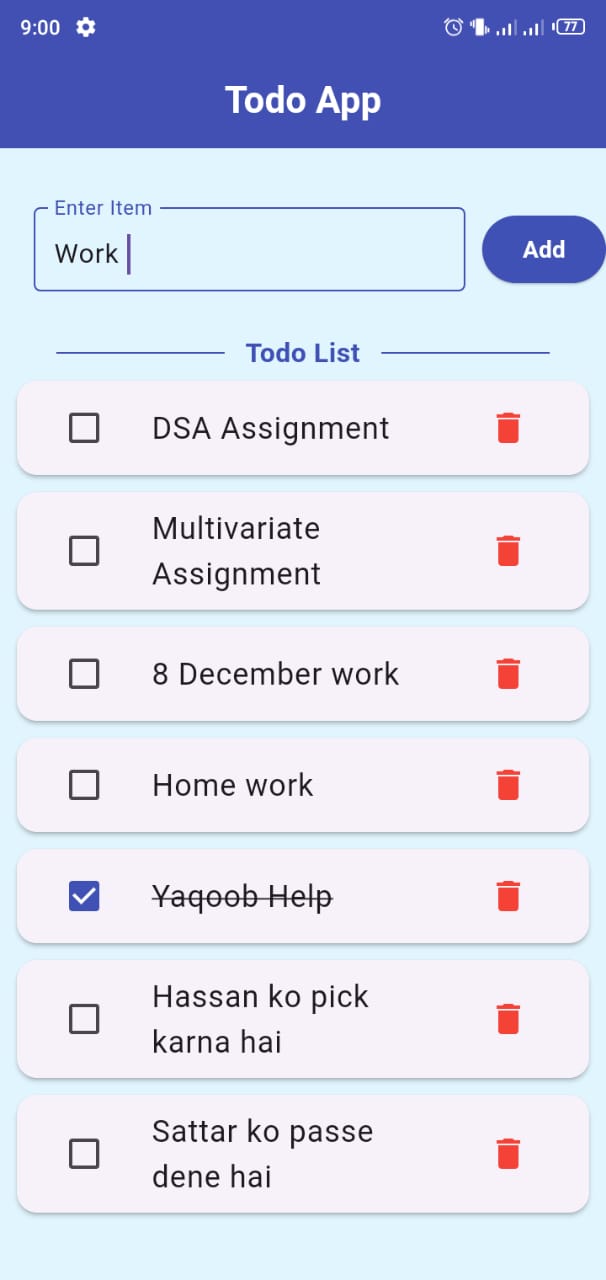 9:00
77
Todo App
Enter Item
Work
Add
Todo List
DSA Assignment
Multivariate
Assignment
8 December work
Home work
Yaqoob Help
Hassan ko pick
karna hai
Sattar ko passe
dene hai